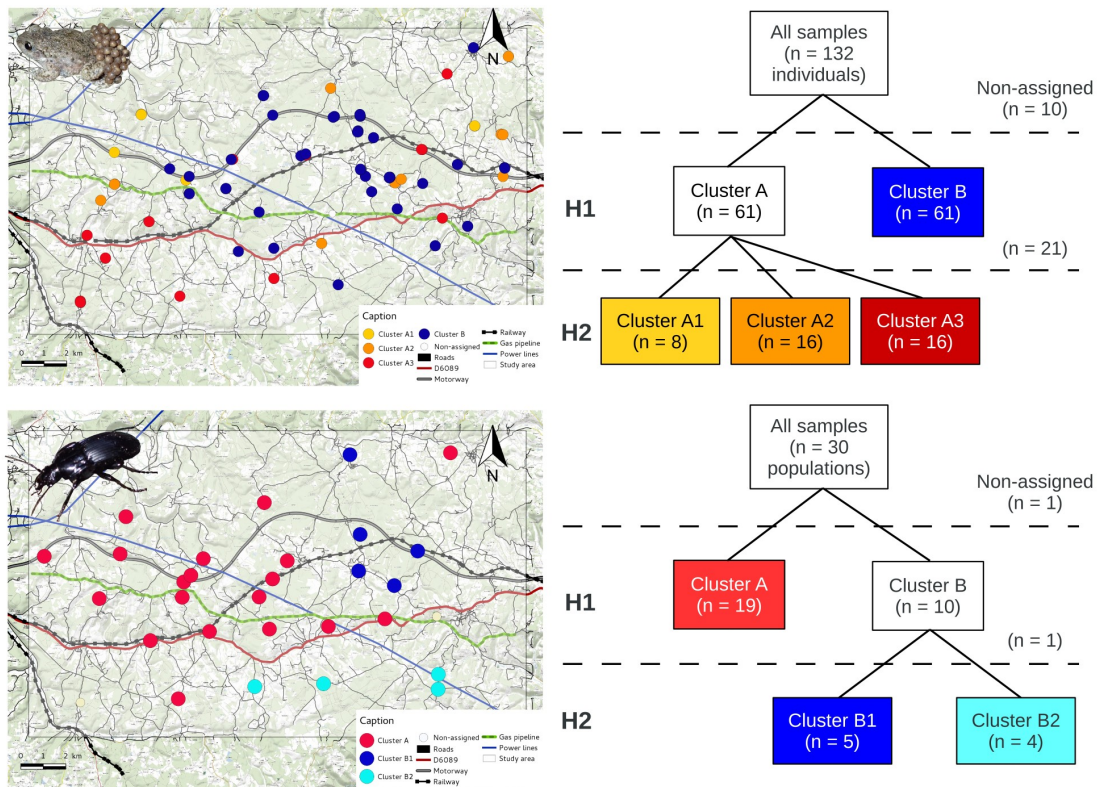 N
Caption
Cluster A1
Cluster A2
Cluster A3
Cluster B
Non-assigned
Roads
D6089
Motorway
Railway
Gas pipeline
Power lines
Study area
0 1 2 km
All samples
(n = 132
individuals)
Non-assigned
(n = 10)
H1
Cluster A
(n = 61)
Cluster B
(n = 61)
(n = 21)
H2
Cluster A1
(n = 8)
Cluster A2
(n = 16)
Cluster A3
(n = 16)
N
Caption
Cluster A
Cluster B1
Cluster B2
Non-assigned
Roads
D6089
Motorway
Railway
Gas pipeline
Power lines
Study area
0 1 2 km
All samples
(n = 30
populations)
Non-assigned
(n = 1)
H1
Cluster A
(n = 19)
Cluster B
(n = 10)
(n = 1)
H2
Cluster B1
(n = 5)
Cluster B2
(n = 4)